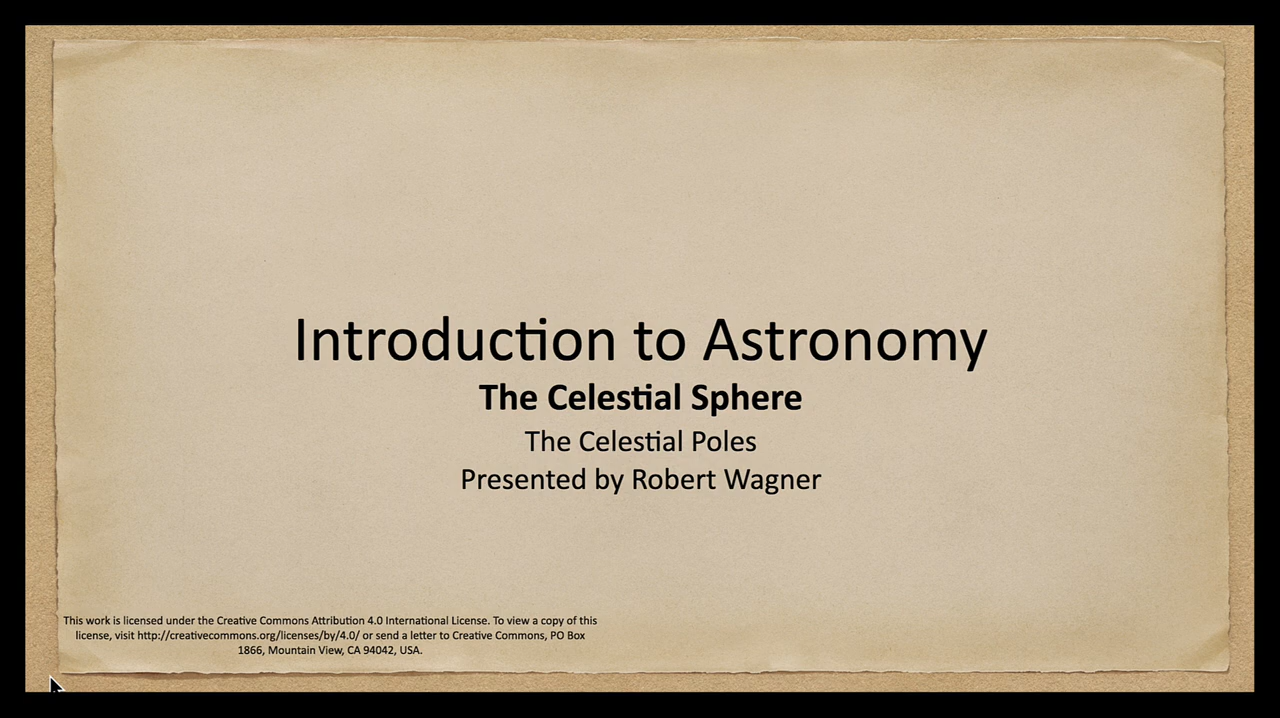 Introduction to Astronomy
The Celestial Sphere
The Celestial Poles
Presented by Robert Wagner
This work is licensed under the Creative Commons Attribution 4.0 International License. To view a copy of this
license, visit http://creativecommons.org/licenses/by/4.0/ or send a letter to Creative Commons, PO Box
1866, Mountain View, CA 94042, USA.